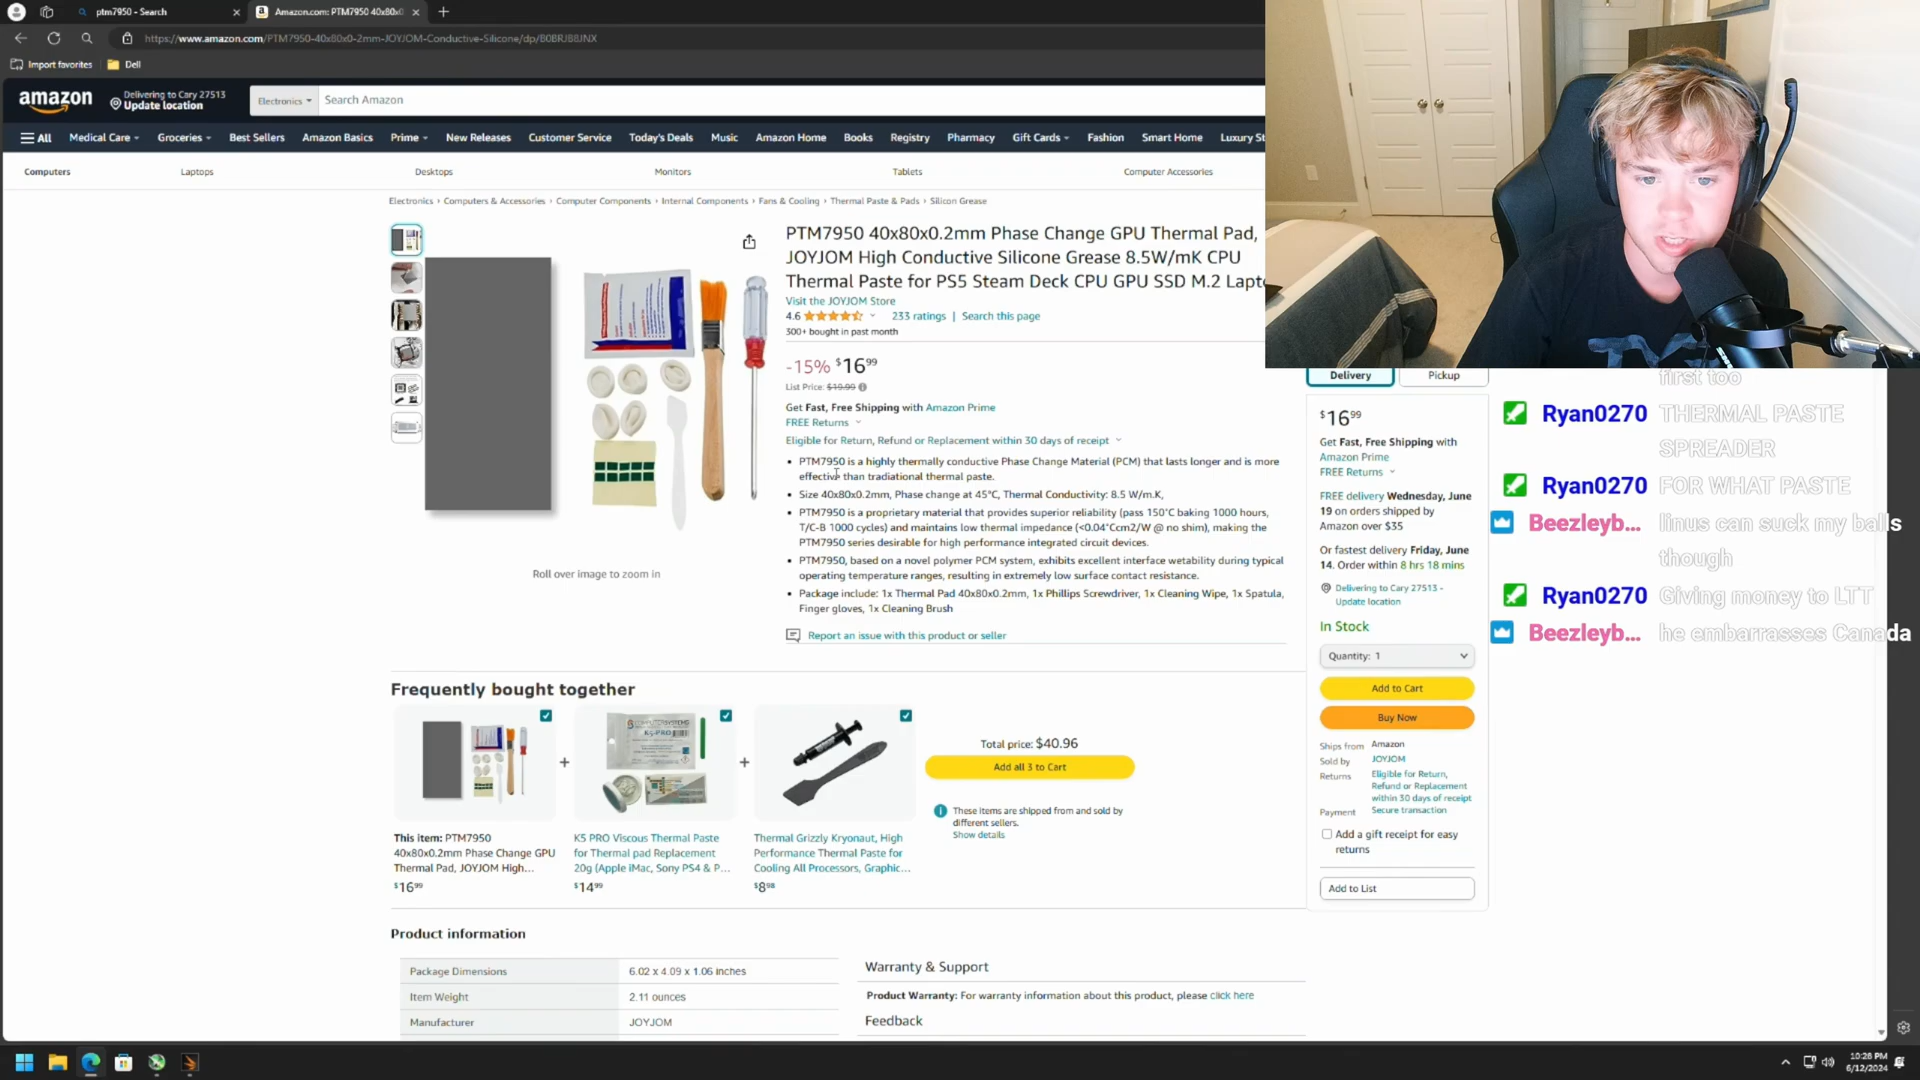 ptm7950 - Search
Amazon.com: PTM7950 40x80x0
https://www.amazon.com/PTM7950-40x80x0-2mm-JOYJOM-Conductive-Silicone/dp/B0BRJB8JNX
Import favorites
Dell
amazon
Delivering to Cary 27513
Update location
Electronics
Search Amazon
All
Medical Care
Groceries
Best Sellers
Amazon Basics
Prime
New Releases
Customer Service
Today's Deals
Music
Amazon Home
Books
Registry
Pharmacy
Gift Cards
Fashion
Smart Home
Luxury St
Computers
Laptops
Desktops
Monitors
Tablets
Computer Accessories
Electronics › Computers & Accessories › Computer Components › Internal Components › Fans & Cooling › Thermal Paste & Pads › Silicon Grease
PTM7950 40x80x0.2mm Phase Change GPU Thermal Pad,
JOYJOM High Conductive Silicone Grease 8.5W/mK CPU
Thermal Paste for PS5 Steam Deck CPU GPU SSD M.2 Lapt
Visit the JOYJOM Store
4.6
233 ratings | Search this page
300+ bought in past month
-15% $16 99
List Price: $19.99
Get Fast, Free Shipping with Amazon Prime
FREE Returns
Eligible for Return, Refund or Replacement within 30 days of receipt
• PTM7950 is a highly thermally conductive Phase Change Material (PCM) that lasts longer and is more
effective than tradiational thermal paste.
• Size 40x80x0.2mm, Phase change at 45℃, Thermal Conductivity: 8.5 W/m.K,
• PTM7950 is a proprietary material that provides superior reliability (pass 150℃ baking 1000 hours,
T/C-B 1000 cycles) and maintains low thermal impedance (<0.04℃cm2/W @ no shim), making the
PTM7950 series desirable for high performance integrated circuit devices.
• PTM7950, based on a novel polymer PCM system, exhibits excellent interface wetability during typical
operating temperature ranges, resulting in extremely low surface contact resistance.
• Package include: 1x Thermal Pad 40x80x0.2mm, 1x Phillips Screwdriver, 1x Cleaning Wipe, 1x Spatula,
Finger gloves, 1x Cleaning Brush
Report an issue with this product or seller
Roll over image to zoom in
Delivery
Pickup
$16 99
Get Fast, Free Shipping with
Amazon Prime
FREE Returns
FREE delivery Wednesday, June
19 on orders shipped by
Amazon over $35
Or fastest delivery Friday, June
14. Order within 8 hrs 18 mins
Delivering to Cary 27513 -
Update location
In Stock
Quantity: 1
Add to Cart
Buy Now
Ships from Amazon
Sold by JOYJOM
Returns Eligible for Return,
Refund or Replacement
within 30 days of receipt
Payment Secure transaction
Add a gift receipt for easy
returns
Add to List
first too
Ryan0270 THERMAL PASTE
SPREADER
Ryan0270 FOR WHAT PASTE
Beezleyb... linus can suck my balls
though
Ryan0270 Giving money to LTT
Beezleyb... he embarrasses Canada
Frequently bought together
K5 PRO
This item: PTM7950
40x80x0.2mm Phase Change GPU
Thermal Pad, JOYJOM High...
$16 99
K5 PRO Viscous Thermal Paste
for Thermal pad Replacement
20g (Apple iMac, Sony PS4 & P...
$14 99
Thermal Grizzly Kryonaut, High
Performance Thermal Paste for
Cooling All Processors, Graphic...
$8 98
Total price: $40.96
Add all 3 to Cart
These items are shipped from and sold by
different sellers.
Show details
Product information
Package Dimensions 6.02 x 4.09 x 1.06 inches
Item Weight 2.11 ounces
Manufacturer JOYJOM
Warranty & Support
Product Warranty: For warranty information about this product, please click here
Feedback
10:28 PM
6/12/2024